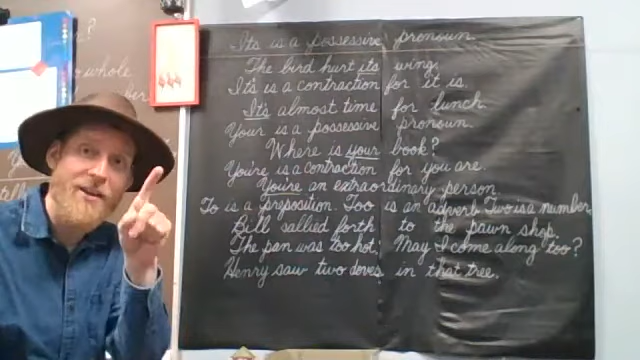 n?
o whole
mber
Its is a possessive pronoun.
The bird hurt its wing.
It's is a contraction for it is.
It's almost time for lunch.
Your is a possessive pronoun.
Where is your book?
You're is a contraction for you are.
You're an extraordinary person.
To is a preposition. Too is an adverb. Two is a number.
Bill sallied forth to the pawn shop.
The pan was too hot. May I come along too?
Henry saw two doves in that tree.